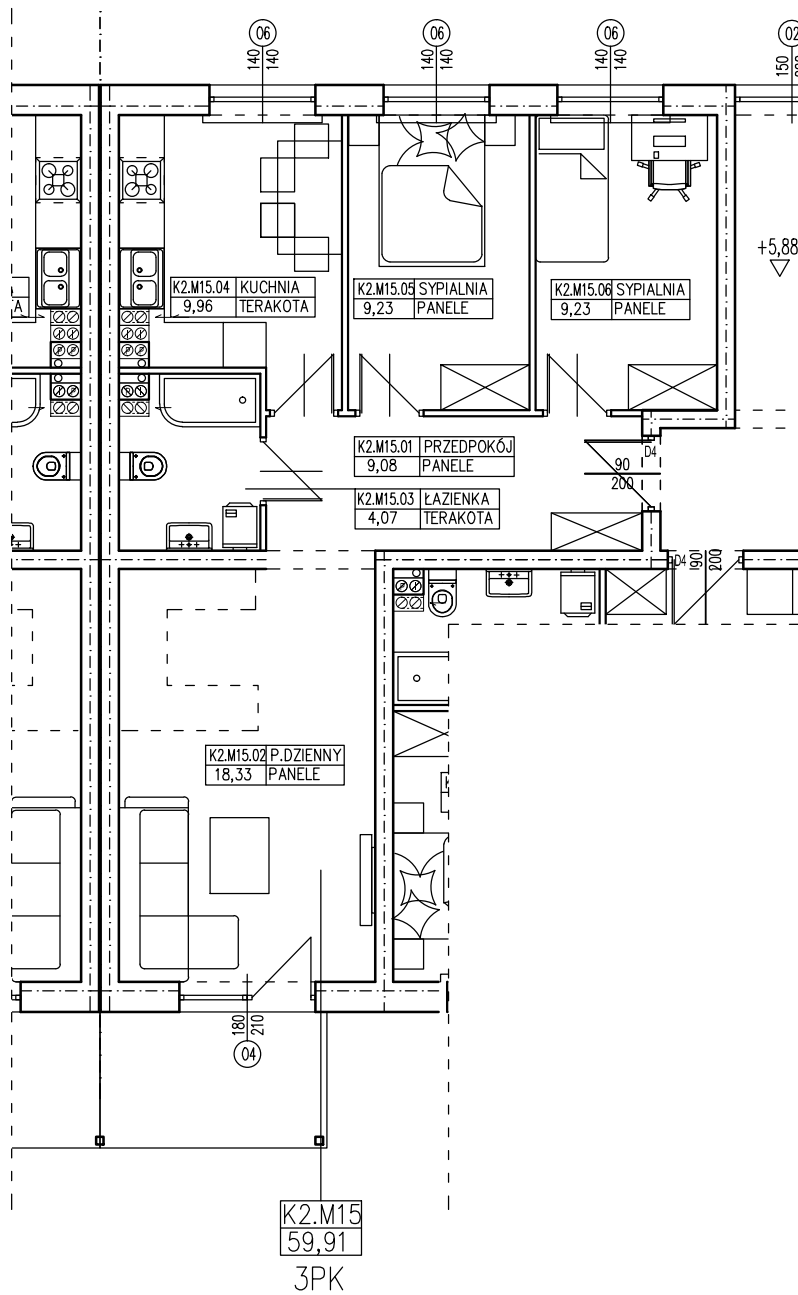 06 06 06 02
140 140 140 140 140 140 150
+5,88
K2.M15.04 KUCHNIA
9,96 TERAKOTA
K2.M15.05 SYPIALNIA
9,23 PANELE
K2.M15.06 SYPIALNIA
9,23 PANELE
A
K2.M15.01 PRZEDPOKÓJ
9,08 PANELE
D4
90
200
K2.M15.03 ŁAZIENKA
4,07 TERAKOTA
D4 90 200
K2.M15.02 P.DZIENNY
18,33 PANELE
180 210
04
K2.M15
59,91
3PK